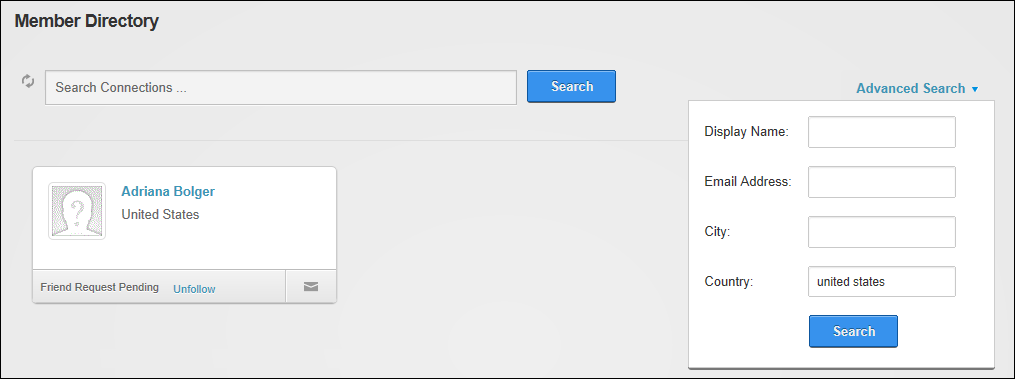 Member Directory
Search Connections ...
Search
Advanced Search
Display Name:
Email Address:
City:
Country:
united states
Search
Adriana Bolger
United States
Friend Request Pending
Unfollow